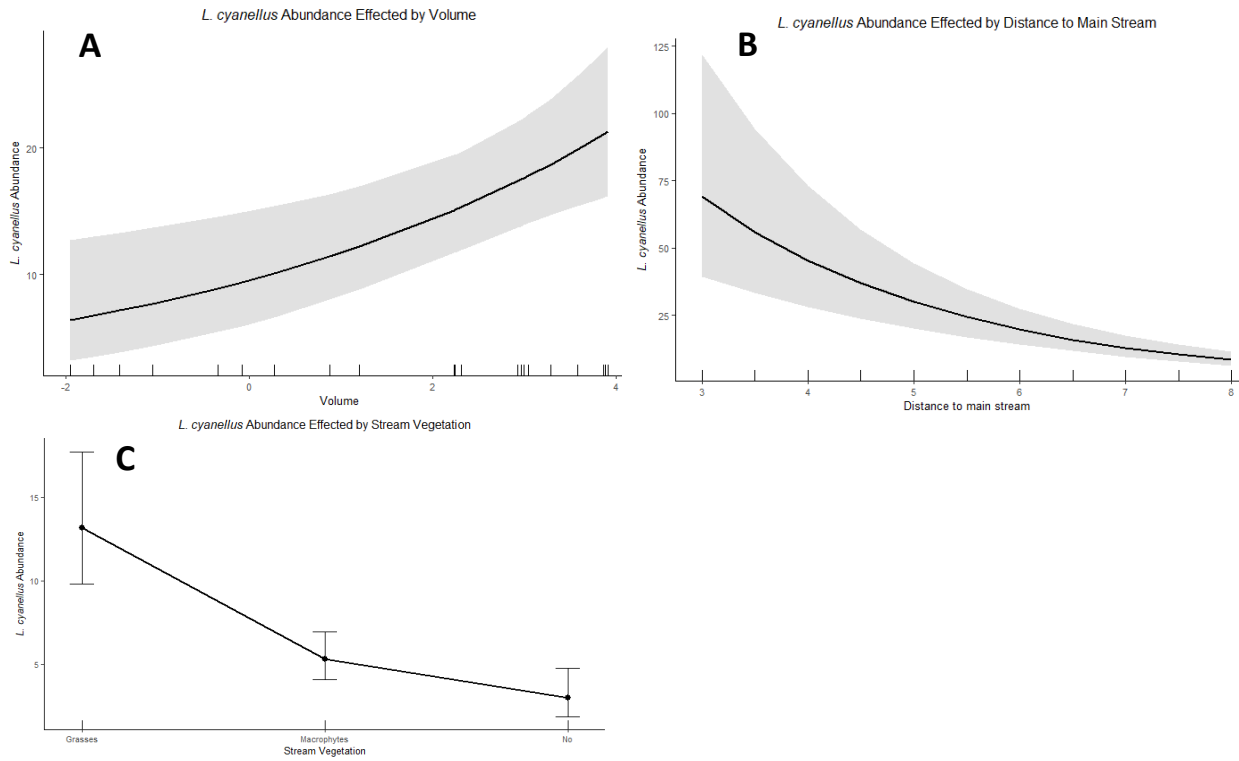 L. cyanellus Abundance Effected by Volume
A
L. cyanellus Abundance
20
10
-2
0
2
4
Volume
L. cyanellus Abundance Effected by Distance to Main Stream
B
L. cyanellus Abundance
125
100
75
50
25
3
4
5
6
7
8
Distance to main stream
L. cyanellus Abundance Effected by Stream Vegetation
C
L. cyanellus Abundance
15
10
5
Grasses
Macrophytes
No
Stream Vegetation